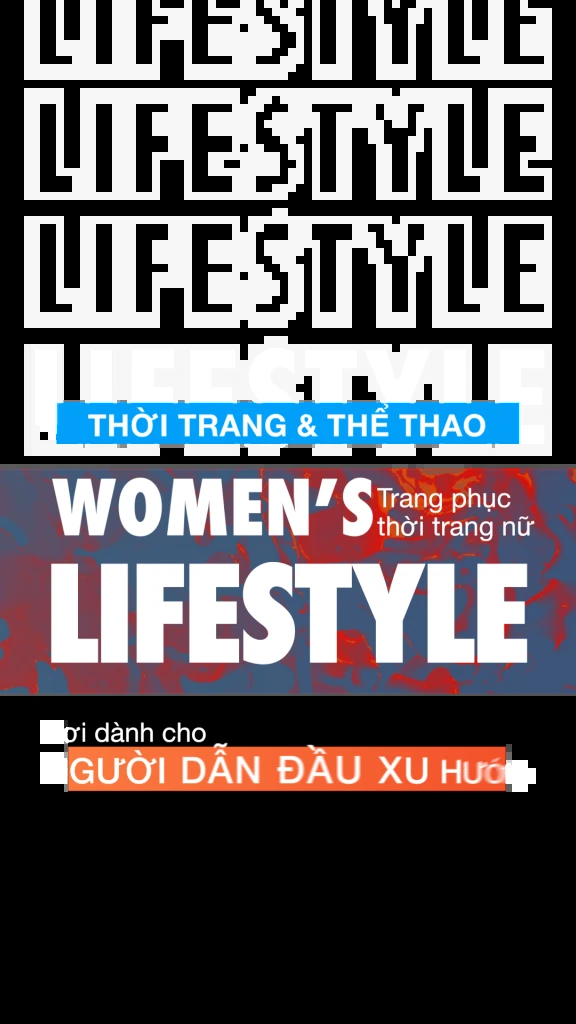 LIFESTYLE
LIFESTYLE
LIFESTYLE
LIFESTYLE
THỜI TRANG & THỂ THAO
WOMEN'S
Trang phục
thời trang nữ
LIFESTYLE
dành cho
DẪN ĐẦU XU